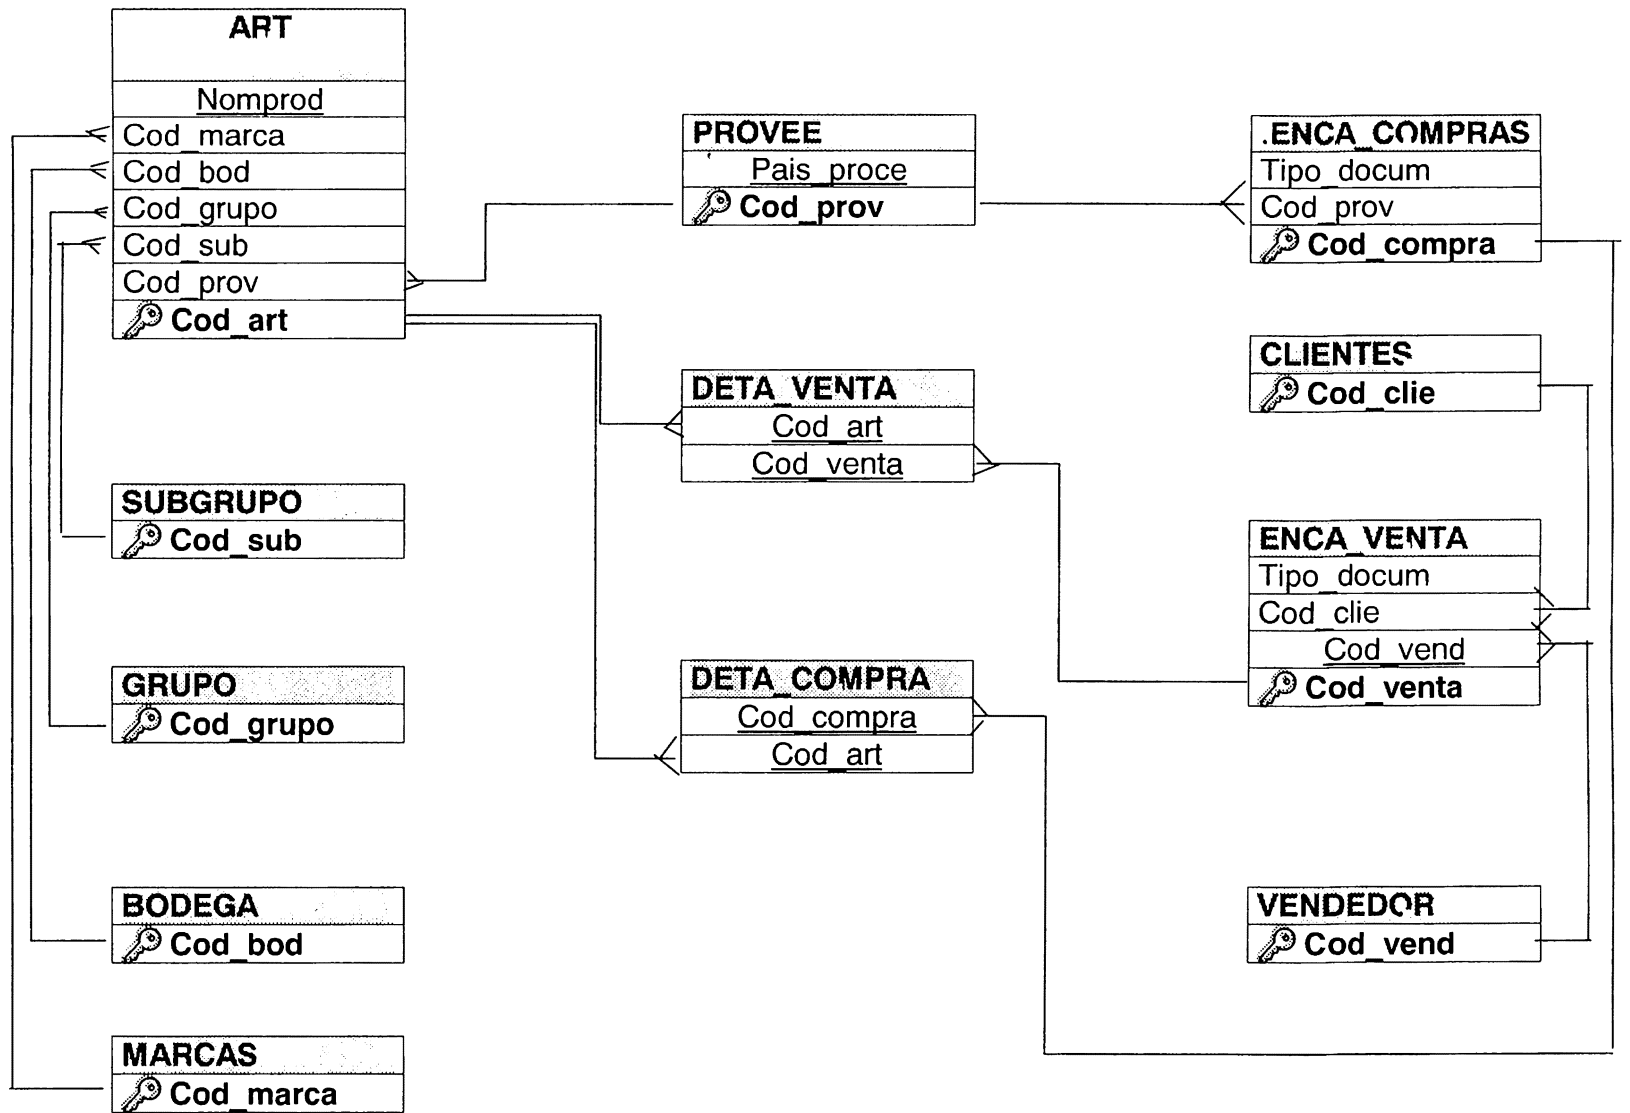 ART
Nomprod
Cod_marca
Cod_bod
Cod_grupo
Cod_sub
Cod_prov
Cod_art
SUBGRUPO
Cod_sub
GRUPO
Cod_grupo
BODEGA
Cod_bod
MARCAS
Cod_marca
PROVEE
Pais_proce
Cod_prov
DETA_VENTA
Cod_art
Cod_venta
DETA_COMPRA
Cod_compra
Cod_art
.ENCA_COMPRAS
Tipo_docum
Cod_prov
Cod_compra
CLIENTES
Cod_clie
ENCA_VENTA
Tipo_docum
Cod_clie
Cod_vend
Cod_venta
VENDEDOR
Cod_vend